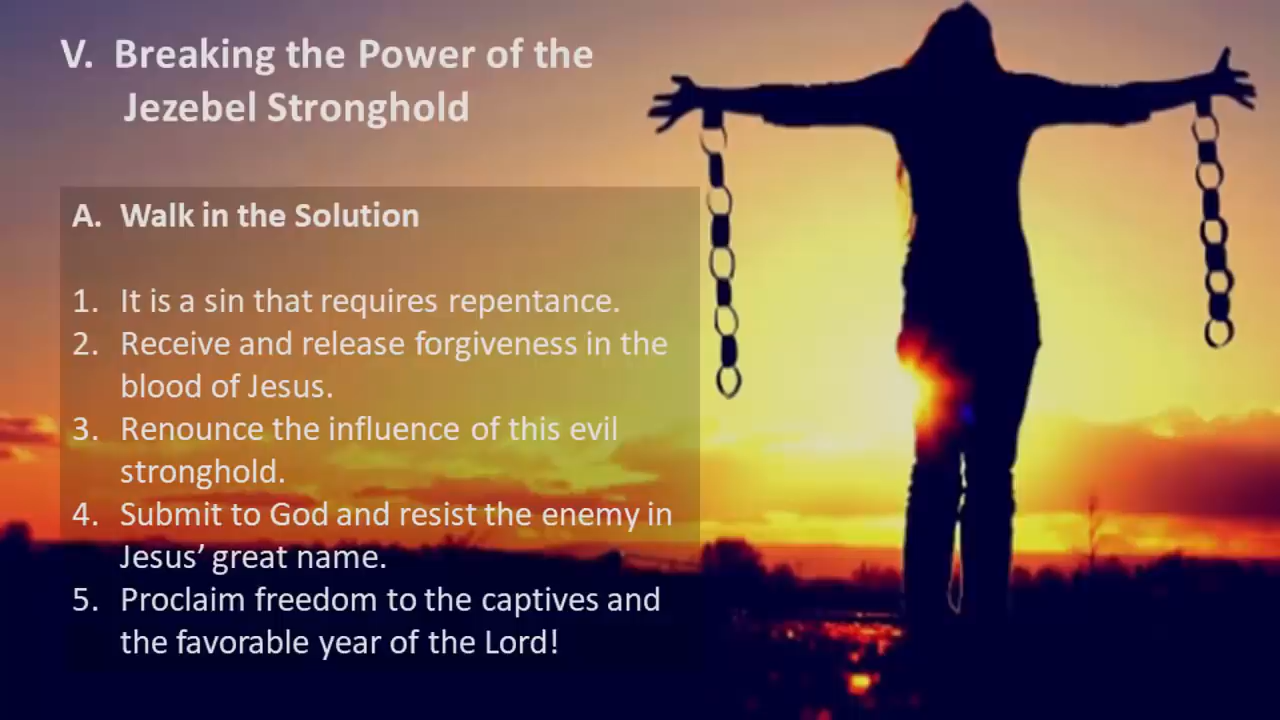 V. Breaking the Power of the
Jezebel Stronghold
A. Walk in the Solution
1. It is a sin that requires repentance.
2. Receive and release forgiveness in the
blood of Jesus.
3. Renounce the influence of this evil
stronghold.
4. Submit to God and resist the enemy in
Jesus’ great name.
5. Proclaim freedom to the captives and
the favorable year of the Lord!